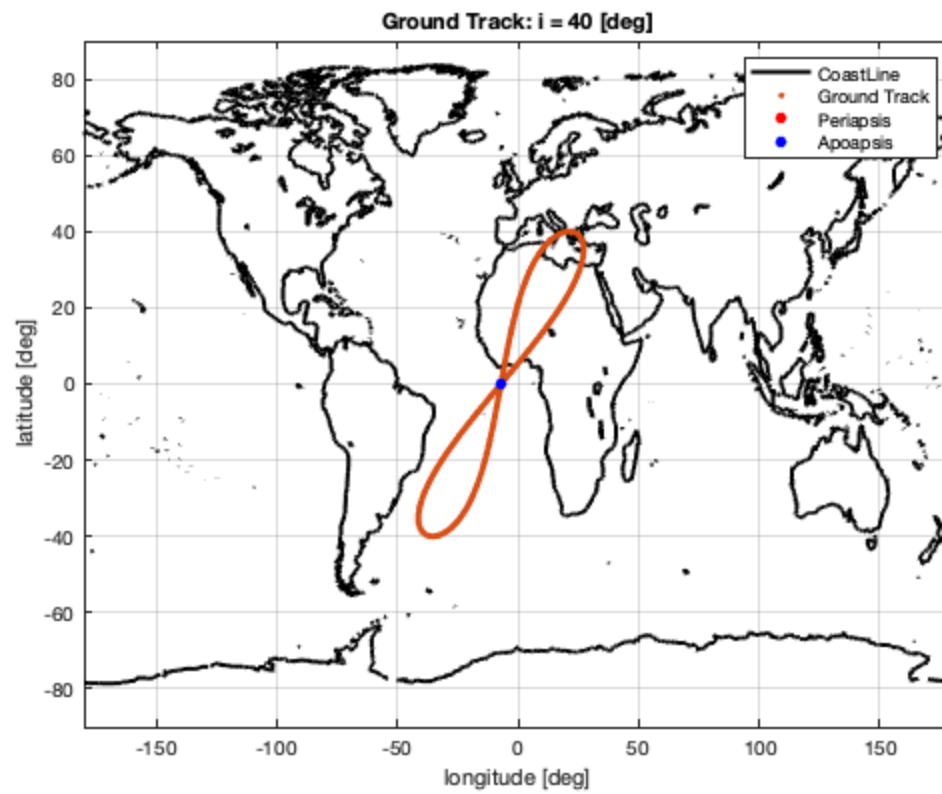 Ground Track: i = 40 [deg]
CoastLine
Ground Track
Periapsis
Apoapsis
80
60
40
20
0
-20
-40
-60
-80
latitude [deg]
-150 -100 -50 0 50 100 150
longitude [deg]